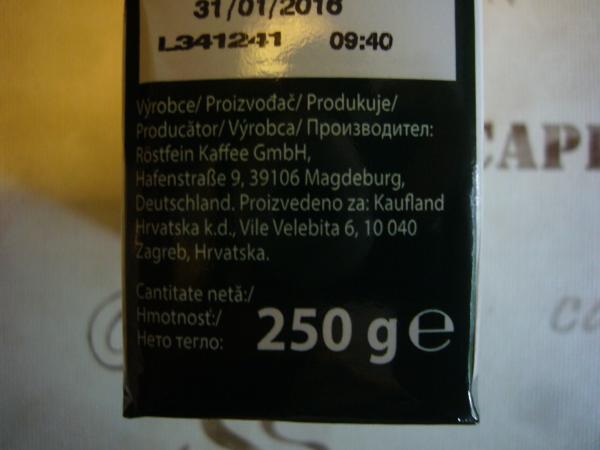 31/01/2016
L341241 09:40
Výrobce/ Proizvođač/ Produkuje/
Producător/ Výrobca/ Производител:
Röstfein Kaffee GmbH,
Hafenstraße 9, 39106 Magdeburg,
Deutschland. Proizvedeno za: Kaufland
Hrvatska k.d., Vile Velebita 6, 10 040
Zagreb, Hrvatska.
Cantitate netă:/
Hmotnosť:/
Нето тегло:
250 g e